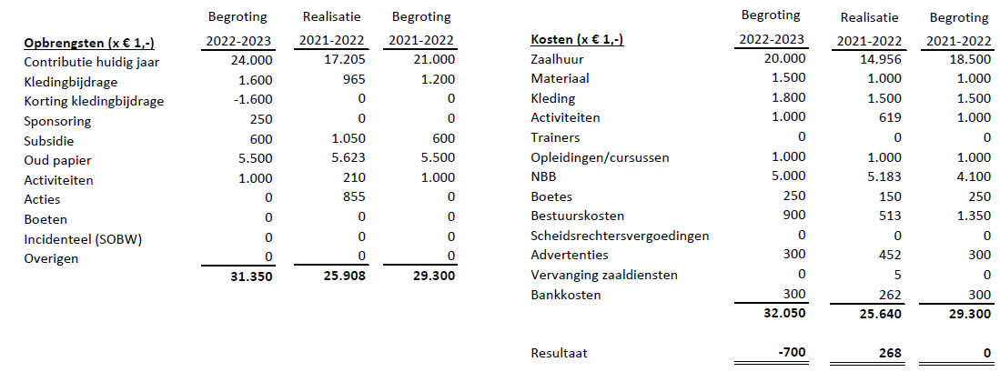 Begroting Realisatie Begroting
Opbrengsten (x € 1,-) 2022-2023 2021-2022 2021-2022
Contributie huidig jaar 24.000 17.205 21.000
Kledingbijdrage 1.600 965 1.200
Korting kledingbijdrage -1.600 0 0
Sponsoring 250 0 0
Subsidie 600 1.050 600
Oud papier 5.500 5.623 5.500
Activiteiten 1.000 210 1.000
Acties 0 855 0
Boeten 0 0 0
Incidenteel (SOBW) 0 0 0
Overigen 0 0 0
31.350 25.908 29.300
Begroting Realisatie Begroting
Kosten (x € 1,-) 2022-2023 2021-2022 2021-2022
Zaalhuur 20.000 14.956 18.500
Materiaal 1.500 1.000 1.000
Kleding 1.800 1.500 1.500
Activiteiten 1.000 619 1.000
Trainers 0 0 0
Opleidingen/cursussen 1.000 1.000 1.000
NBB 5.000 5.183 4.100
Boetes 250 150 250
Bestuurskosten 900 513 1.350
Scheidsrechtersvergoedingen 0 0 0
Advertenties 300 452 300
Vervanging zaaldiensten 0 5 0
Bankkosten 300 262 300
32.050 25.640 29.300
Resultaat -700 268 0